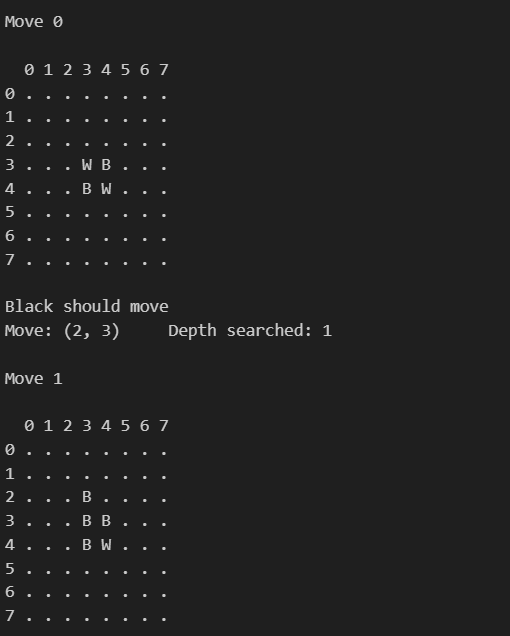 Move 0
  0 1 2 3 4 5 6 7
0 . . . . . . . .
1 . . . . . . . .
2 . . . . . . . .
3 . . . W B . . .
4 . . . B W . . .
5 . . . . . . . .
6 . . . . . . . .
7 . . . . . . . .
Black should move
Move: (2, 3)     Depth searched: 1
Move 1
  0 1 2 3 4 5 6 7
0 . . . . . . . .
1 . . . . . . . .
2 . . . B . . . .
3 . . . B B . . .
4 . . . B W . . .
5 . . . . . . . .
6 . . . . . . . .
7 . . . . . . . .